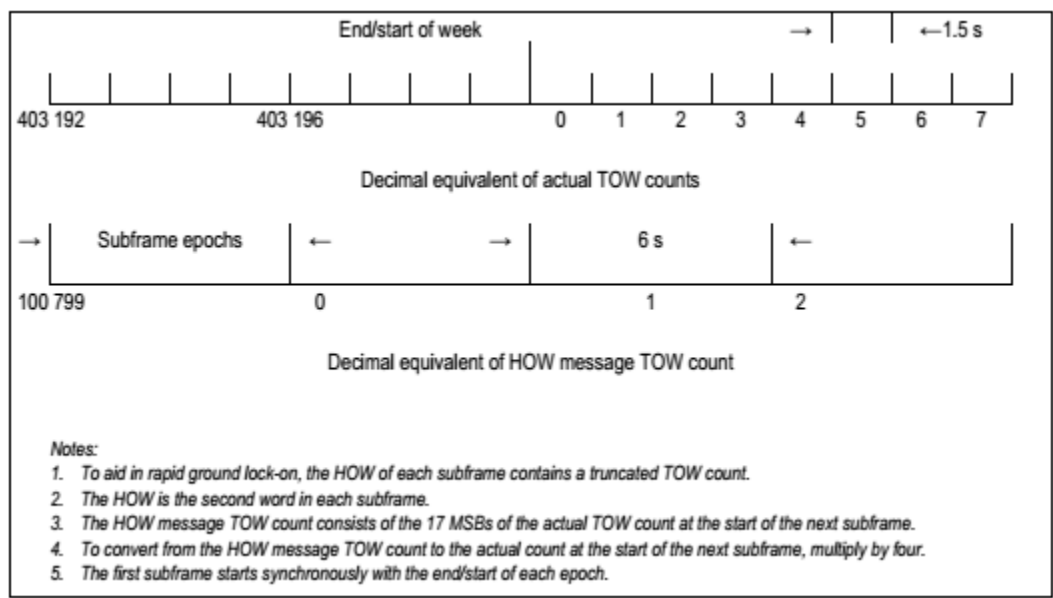 End/start of week → ←1.5 s
403 192 403 196 0 1 2 3 4 5 6 7
Decimal equivalent of actual TOW counts
→ Subframe epochs ← → 6 s ←
100 799 0 1 2
Decimal equivalent of HOW message TOW count
Notes:
1. To aid in rapid ground lock-on, the HOW of each subframe contains a truncated TOW count.
2. The HOW is the second word in each subframe.
3. The HOW message TOW count consists of the 17 MSBs of the actual TOW count at the start of the next subframe.
4. To convert from the HOW message TOW count to the actual count at the start of the next subframe, multiply by four.
5. The first subframe starts synchronously with the end/start of each epoch.